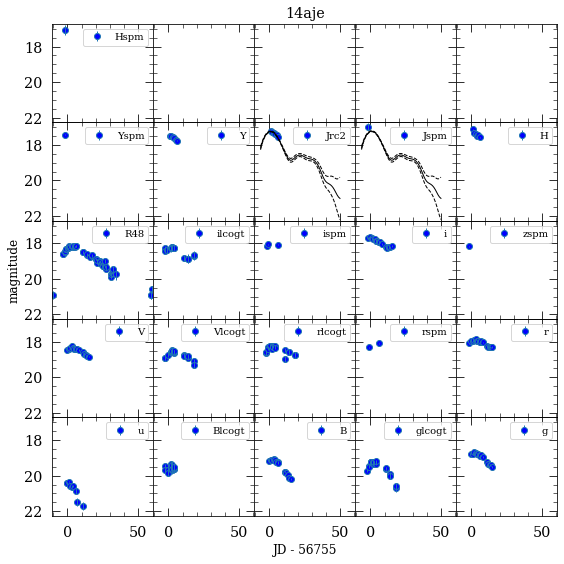 14aje
18
20
22
Hspm
18
20
22
Yspm
Y
Jrc2
Jspm
H
magnitude
18
20
22
R48
ilcogt
ispm
i
zspm
18
20
22
V
Vlcogt
rlcogt
rspm
r
18
20
22
u
Blcogt
B
glcogt
g
0 50 0 50 0 50 0 50 0 50
JD - 56755